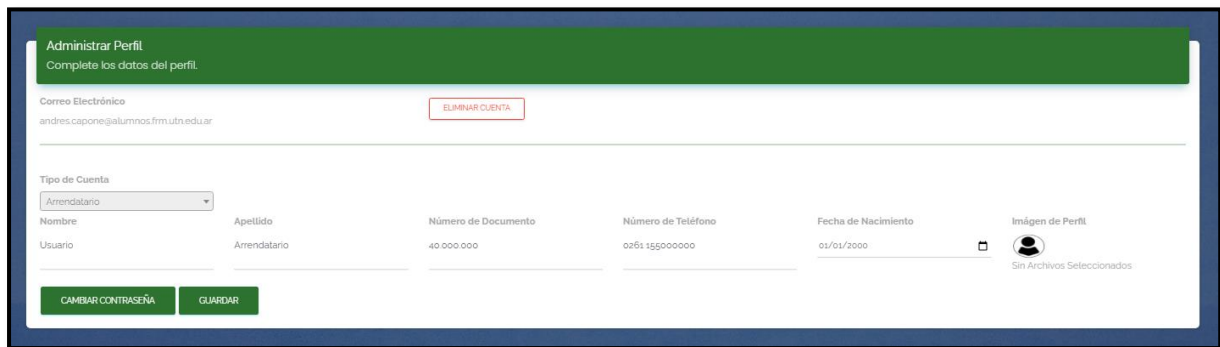 Administrar Perfil
Complete los datos del perfil.
Correo Electrónico
ELIMINAR CUENTA
andres.capone@alumnos.frm.utn.edu.ar
Tipo de Cuenta
Arrendatario
Nombre Apellido Número de Documento Número de Teléfono Fecha de Nacimiento Imágen de Perfil
Usuario Arrendatario 40.000.000 0261 155000000 01/01/2000
Sin Archivos Seleccionados
CAMBIAR CONTRASEÑA GUARDAR